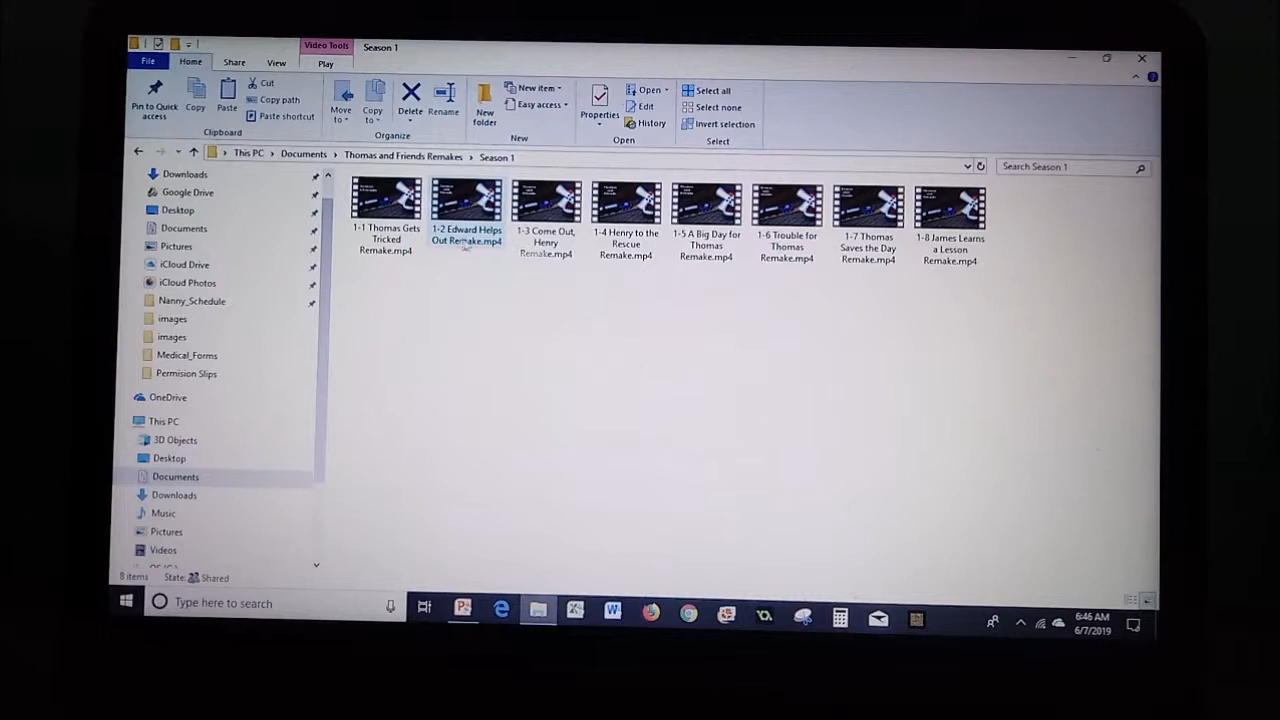 Video Tools
Season 1
File
Home
Share
View
Play
Pin to Quick
access
Copy
Paste
Cut
Copy path
Paste shortcut
Clipboard
Move
to
Copy
to
Delete
Rename
Organize
New
folder
New item
Easy access
New
Properties
Open
Edit
History
Open
Select all
Select none
Invert selection
Select
This PC
Documents
Thomas and Friends Remakes
Season 1
Search Season 1
Downloads
Google Drive
Desktop
Documents
Pictures
iCloud Drive
iCloud Photos
Nanny_Schedule
images
images
Medical_Forms
Permision Slips
OneDrive
This PC
3D Objects
Desktop
Documents
Downloads
Music
Pictures
Videos
1-1 Thomas Gets
Tricked
Remake.mp4
1-2 Edward Helps
Out Remake.mp4
1-3 Come Out,
Henry
Remake.mp4
1-4 Henry to the
Rescue
Remake.mp4
1-5 A Big Day for
Thomas
Remake.mp4
1-6 Trouble for
Thomas
Remake.mp4
1-7 Thomas
Saves the Day
Remake.mp4
1-8 James Learns
a Lesson
Remake.mp4
8 items
State:
Shared
Type here to search
6:46 AM
6/7/2019